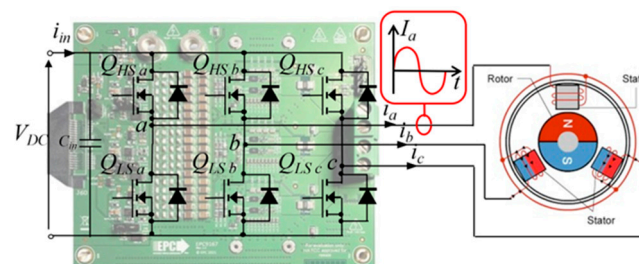 i_in
Q_HS a
Q_HS b
Q_HS c
I_a
t
Rotor
Stat
V_DC
C_in
a
b
c
i_a
i_b
i_c
N
S
Q_LS a
Q_LS b
Q_LS c
Stator
EPC